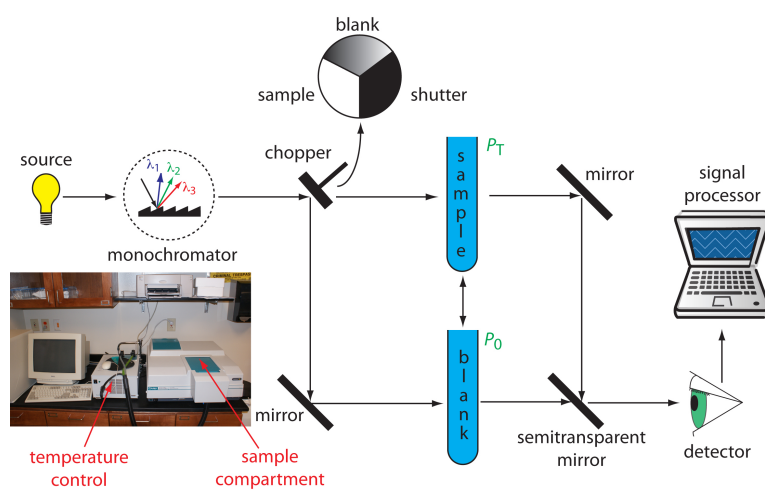 blank
sample
shutter
source
λ1
λ2
λ3
chopper
PT
sample
mirror
signal
processor
monochromator
P0
blank
mirror
semitransparent
mirror
detector
temperature
control
sample
compartment